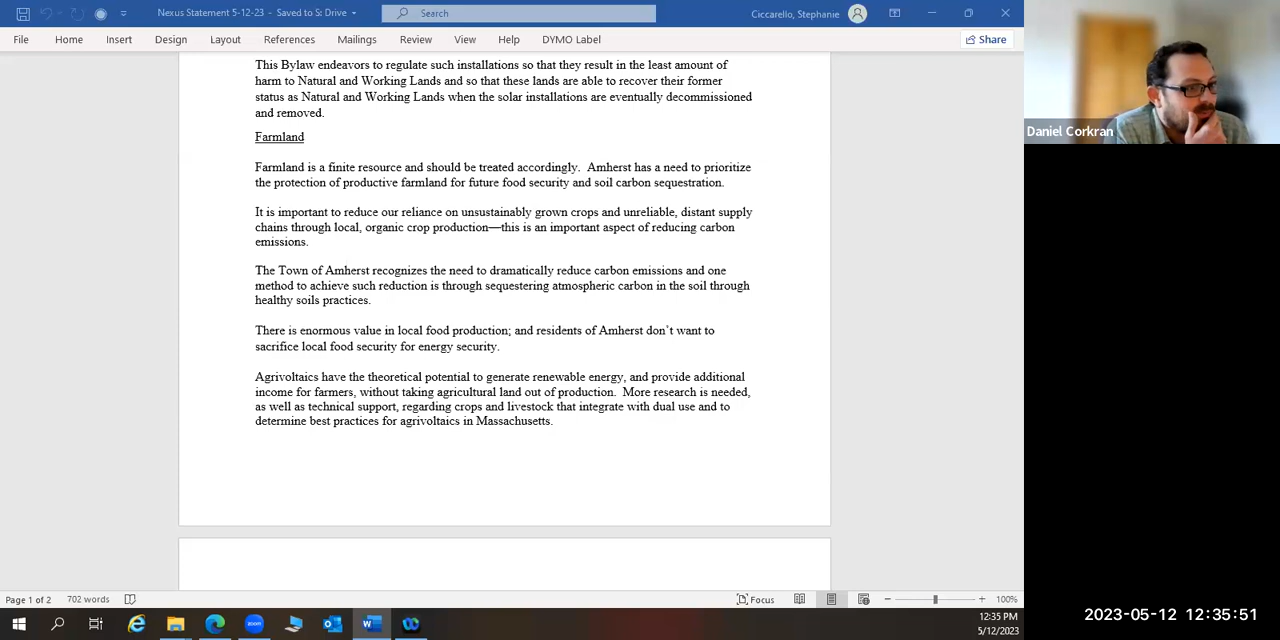 Nexus Statement 5-12-23 - Saved to S: Drive
Search
Ciccarello, Stephanie
File Home Insert Design Layout References Mailings Review View Help DYMO Label Share
This Bylaw endeavors to regulate such installations so that they result in the least amount of
harm to Natural and Working Lands and so that these lands are able to recover their former
status as Natural and Working Lands when the solar installations are eventually decommissioned
and removed.
Farmland
Farmland is a finite resource and should be treated accordingly.  Amherst has a need to prioritize
the protection of productive farmland for future food security and soil carbon sequestration.
It is important to reduce our reliance on unsustainably grown crops and unreliable, distant supply
chains through local, organic crop production—this is an important aspect of reducing carbon
emissions.
The Town of Amherst recognizes the need to dramatically reduce carbon emissions and one
method to achieve such reduction is through sequestering atmospheric carbon in the soil through
healthy soils practices.
There is enormous value in local food production; and residents of Amherst don't want to
sacrifice local food security for energy security.
Agrivoltaics have the theoretical potential to generate renewable energy, and provide additional
income for farmers, without taking agricultural land out of production.  More research is needed,
as well as technical support, regarding crops and livestock that integrate with dual use and to
determine best practices for agrivoltaics in Massachusetts.
Page 1 of 2 702 words Focus 100%
zoom
12:35 PM
5/12/2023
Daniel Corkran
2023-05-12 12:35:51